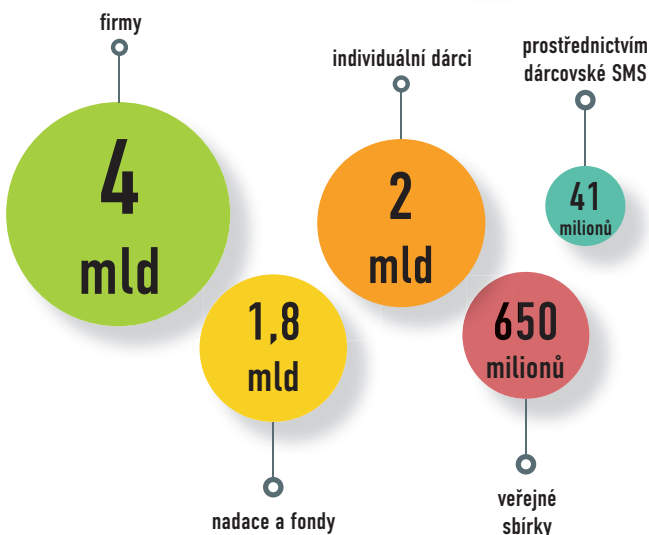 firmy
4
mld
1,8
mld
nadace a fondy
individuální dárci
2
mld
650
milionů
veřejné
sbírky
prostřednictvím
dárcovské SMS
41
milionů